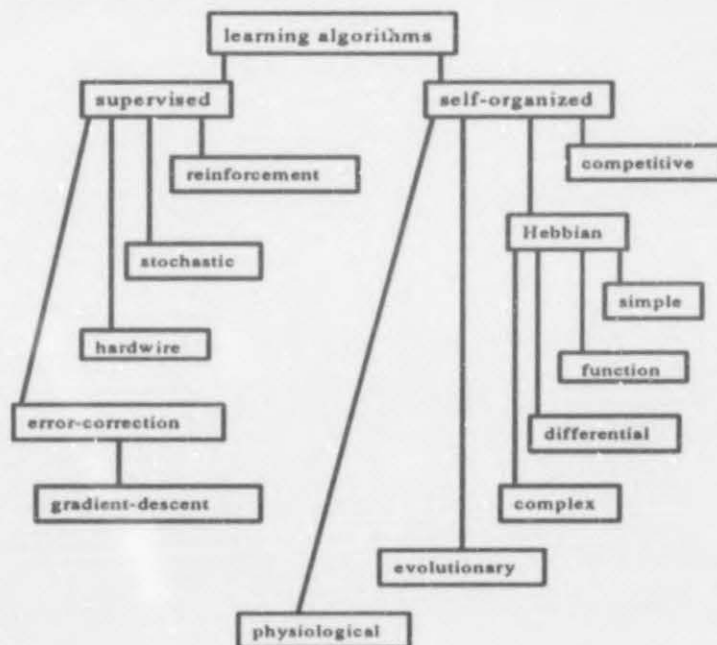 learning algorithms
supervised
self-organized
reinforcement
competitive
Hebbian
stochastic
simple
hardwire
function
error-correction
differential
gradient-descent
complex
evolutionary
physiological